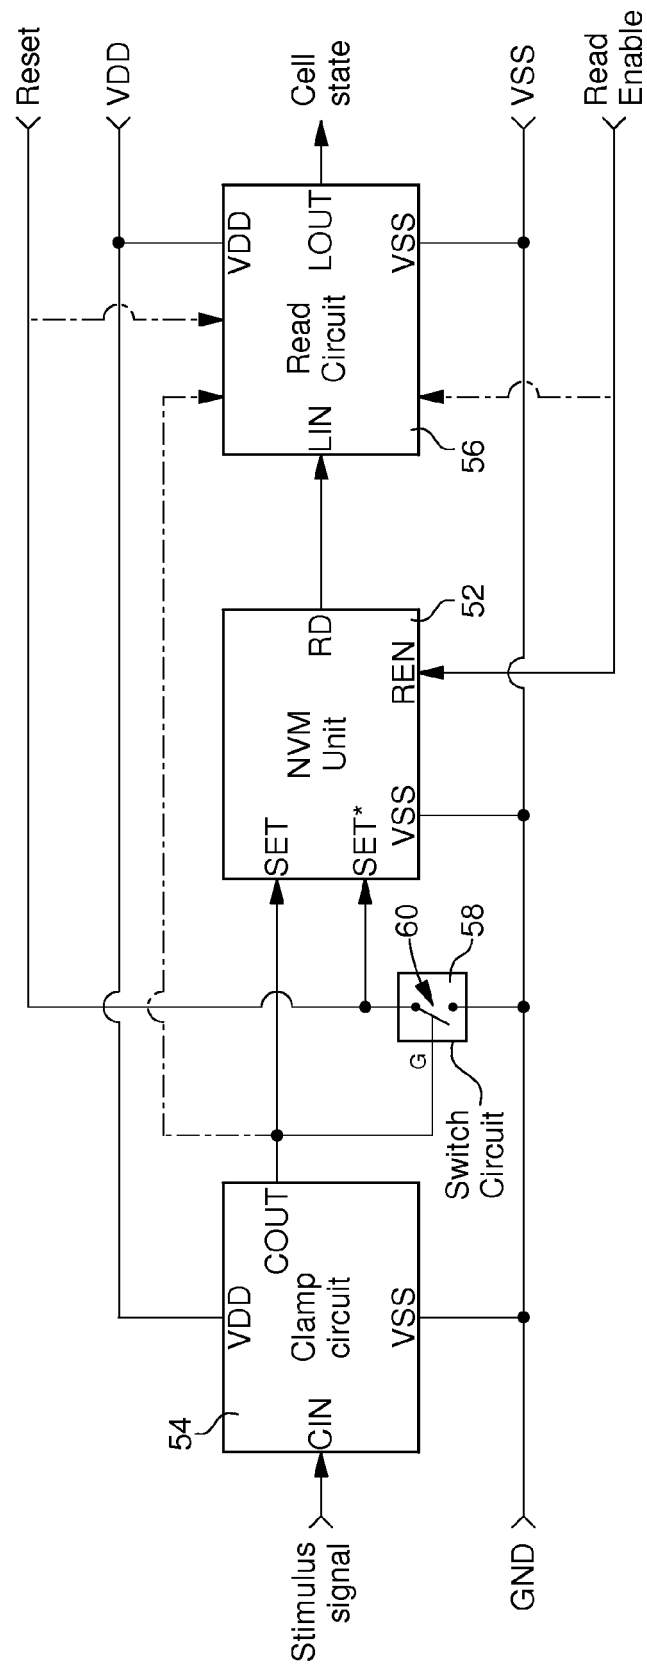 Reset
VDD
Cell
state
VSS
Read
Enable
VDD
LOUT
VSS
Read
Circuit
LIN
56
RD
52
REN
NVM
Unit
VSS
SET
SET*
60
58
G
Switch
Circuit
COUT
VDD
Clamp
circuit
VSS
54
CIN
Stimulus
signal
GND